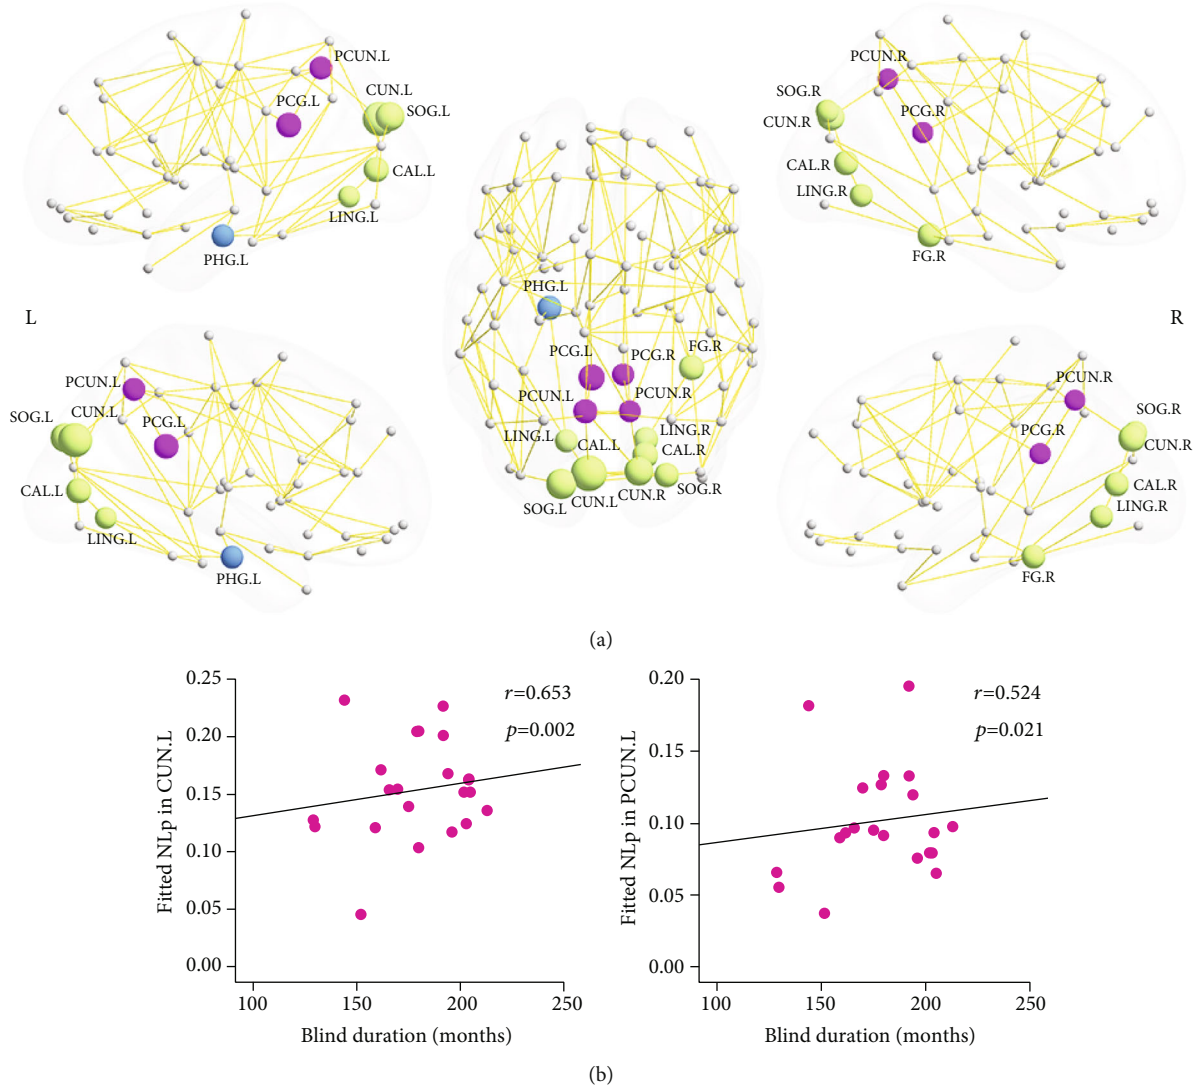 PCUN.L
CUN.L
PCG.L
SOG.L
CAL.L
LING.L
PHG.L
PCUN.R
SOG.R
PCG.R
CUN.R
CAL.R
LING.R
FG.R
L
R
PHG.L
PCG.L
PCG.R
FG.R
PCUN.L
PCUN.R
LING.L
CAL.L
LING.R
CAL.R
SOG.L
CUN.L
CUN.R
SOG.R
PCUN.L
SOG.L
CUN.L
PCG.L
CAL.L
LING.L
PHG.L
PCUN.R
SOG.R
PCG.R
CUN.R
CAL.R
LING.R
FG.R
(a)
Fitted NLp in CUN.L
0.25
0.20
0.15
0.10
0.05
0.00
r=0.653
p=0.002
100
150
200
250
Blind duration (months)
Fitted NLp in PCUN.L
0.20
0.15
0.10
0.05
0.00
r=0.524
p=0.021
100
150
200
250
Blind duration (months)
(b)